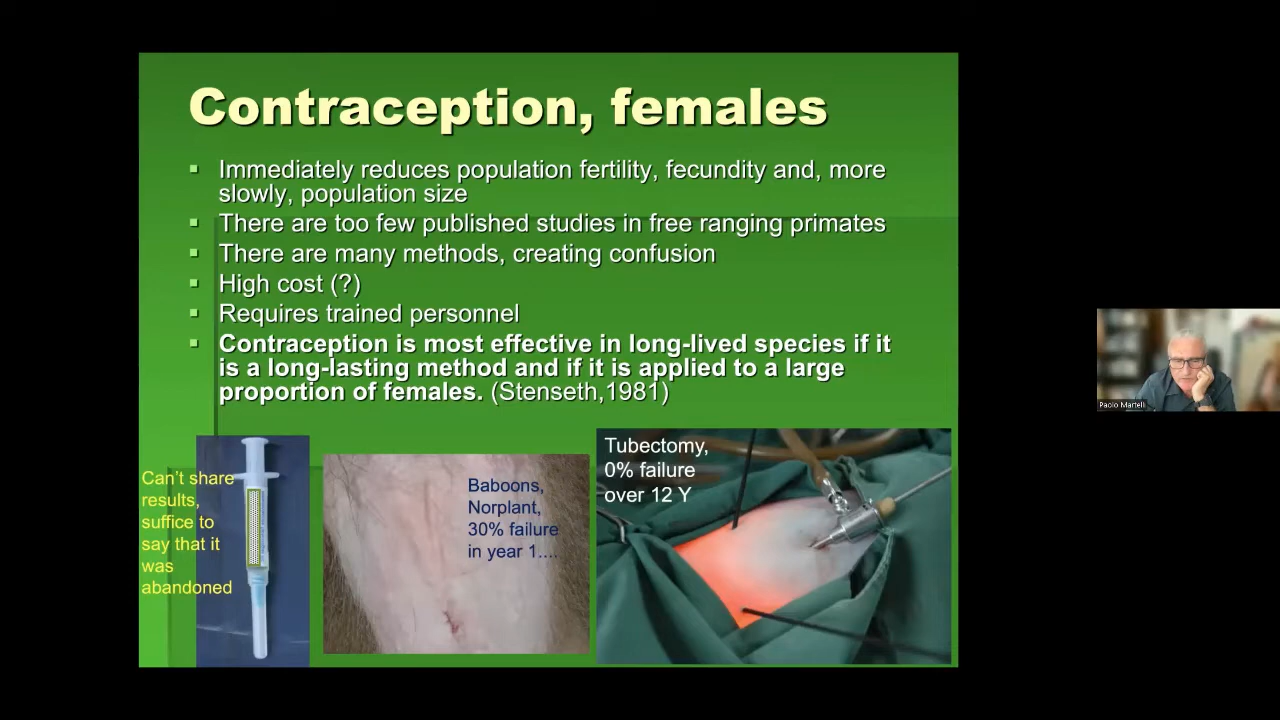 Contraception, females
Immediately reduces population fertility, fecundity and, more
slowly, population size
There are too few published studies in free ranging primates
There are many methods, creating confusion
High cost (?)
Requires trained personnel
Contraception is most effective in long-lived species if it
is a long-lasting method and if it is applied to a large
proportion of females. (Stenseth,1981)
Can't share
results,
suffice to
say that it
was
abandoned
Baboons,
Norplant,
30% failure
in year 1....
Tubectomy,
0% failure
over 12 Y
Paolo Martelli